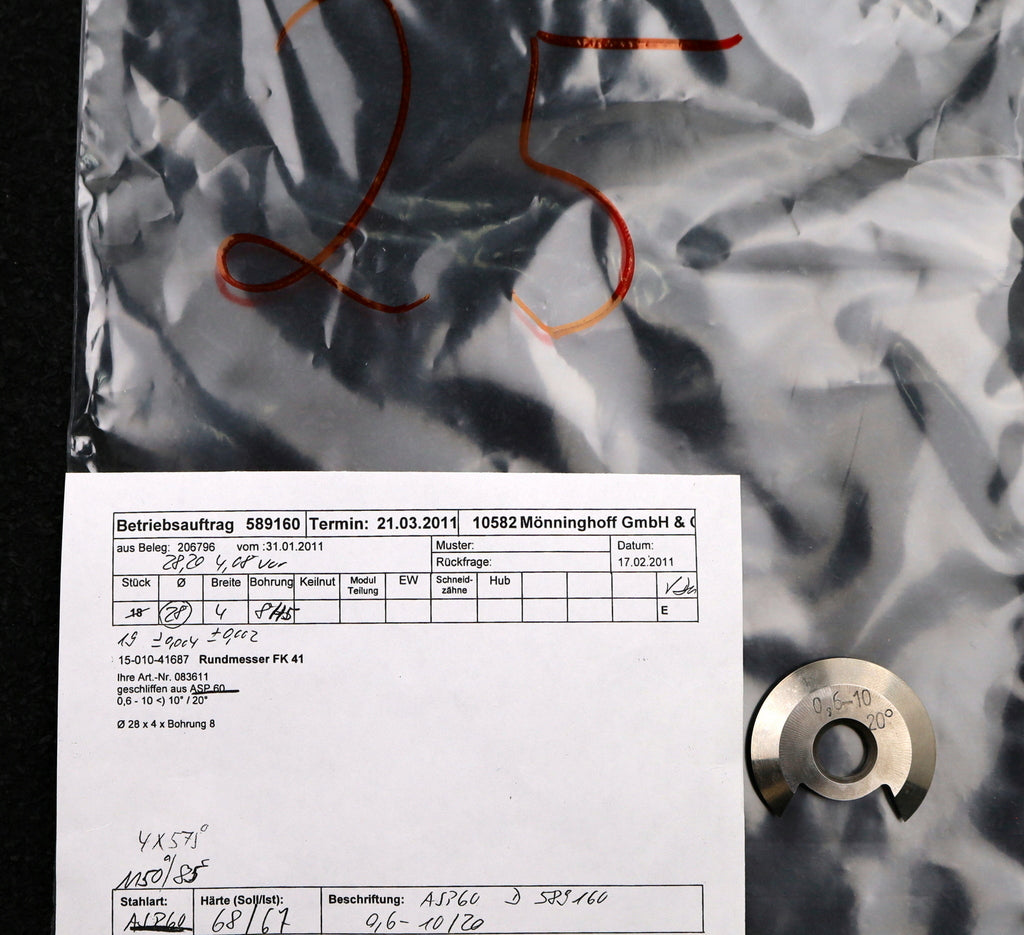 25
Betriebsauftrag 589160 Termin: 21.03.2011 10582 Mönninghoff GmbH &
aus Beleg: 206796 vom :31.01.2011 Muster: Datum:
28,20 4,08 vor Rückfrage: 17.02.2011
Stück Ø Breite Bohrung Keilnut Modul Teilung EW Schneid- zähne Hub
18 28 4 8H5 E
19 ±0,004 ±0,002
15-010-41687 Rundmesser FK 41
Ihre Art.-Nr. 083611
geschliffen aus ASP 60
0,6 - 10 <) 10° / 20°
Ø 28 x 4 x Bohrung 8
0,6-10
20°
4 x 575°
1150°/85
Stahlart: Härte (Soll/Ist): Beschriftung: ASP60 D 589160
ASP60 68/67 0,6-10/20